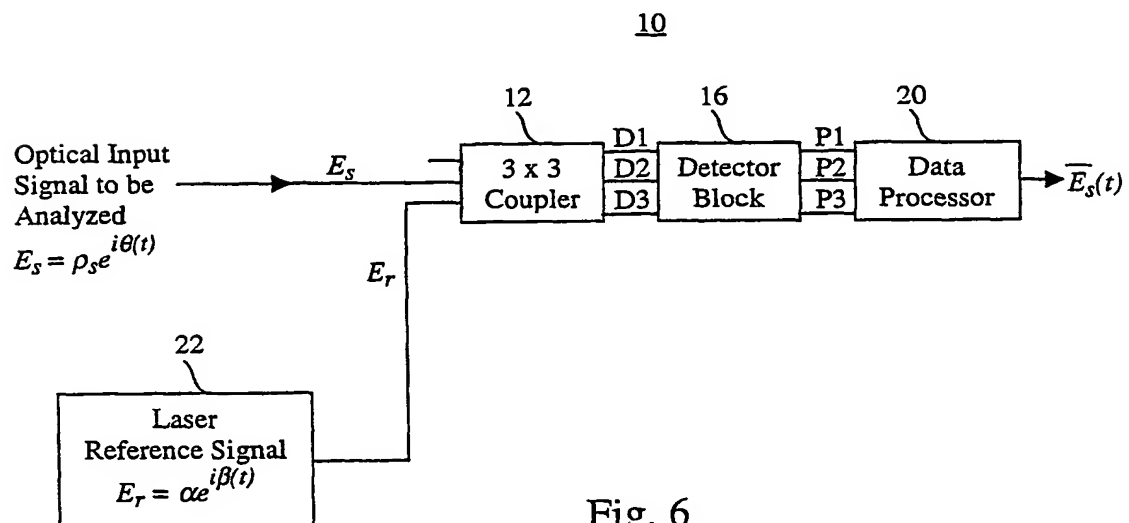 10
12
16
20
Optical Input
Signal to be
Analyzed
E_s = ρ_s e^{iθ(t)}
E_s
3 x 3
Coupler
D1
D2
D3
Detector
Block
P1
P2
P3
Data
Processor
\overline{E_s}(t)
E_r
22
Laser
Reference Signal
E_r = αe^{iβ(t)}
Fig. 6